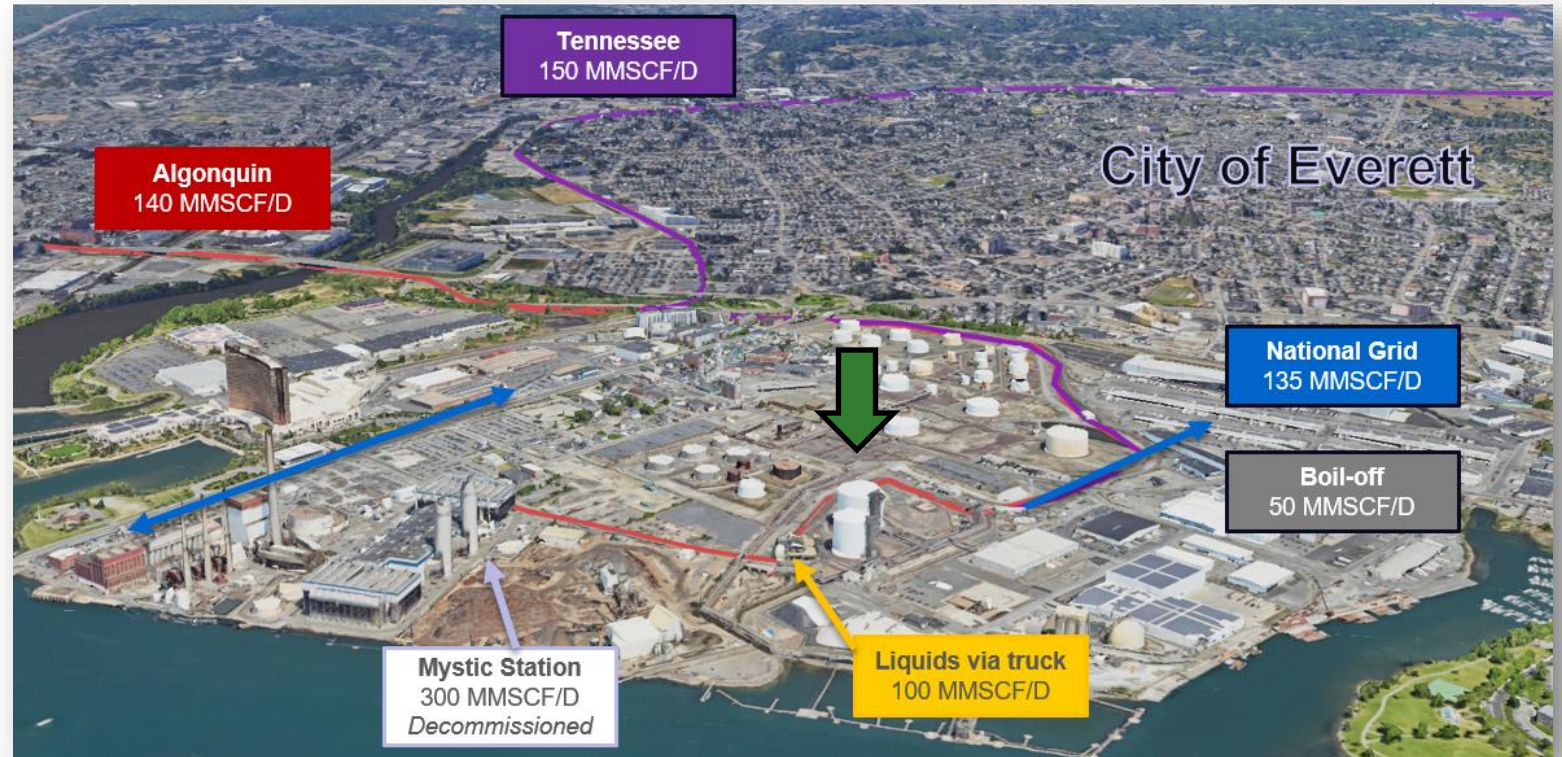 Tennessee
150 MMSCF/D
Algonquin
140 MMSCF/D
City of Everett
National Grid
135 MMSCF/D
Boil-off
50 MMSCF/D
Mystic Station
300 MMSCF/D
Decommissioned
Liquids via truck
100 MMSCF/D